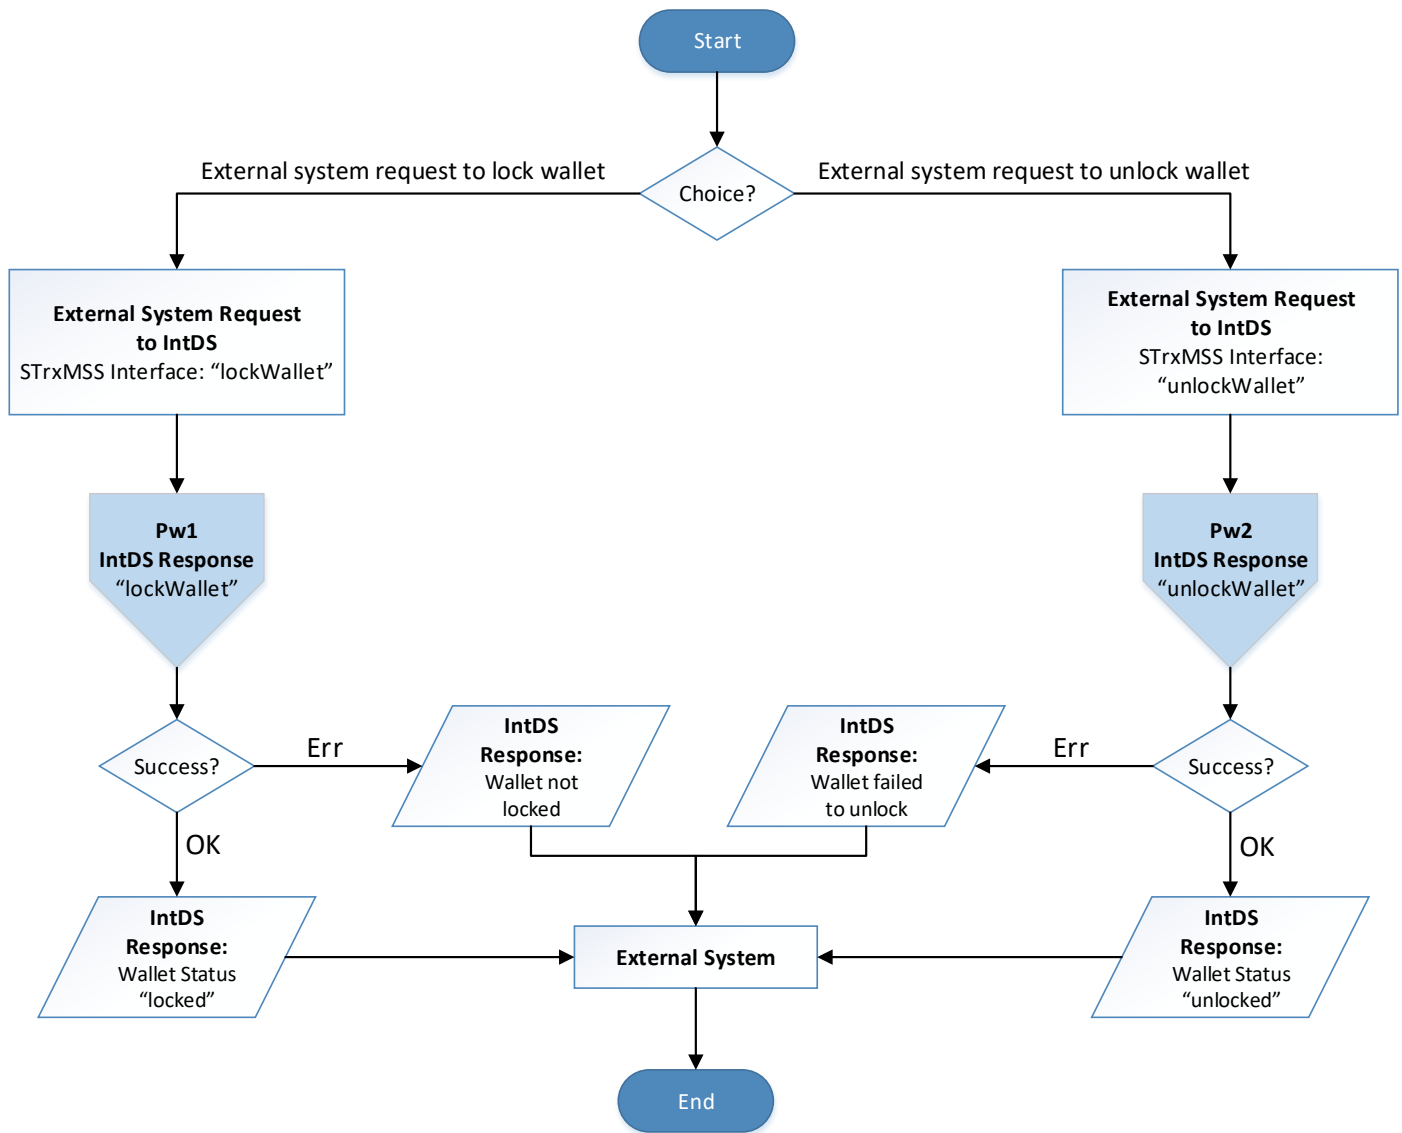 Start
External system request to lock wallet
External system request to unlock wallet
Choice?
External System Request
to IntDS
STrxMSS Interface: “lockWallet”
External System Request
to IntDS
STrxMSS Interface:
“unlockWallet”
Pw1
IntDS Response
“lockWallet”
Pw2
IntDS Response
“unlockWallet”
Success?
Err
IntDS
Response:
Wallet not
locked
IntDS
Response:
Wallet failed
to unlock
Err
Success?
OK
OK
IntDS
Response:
Wallet Status
“locked”
External System
IntDS
Response:
Wallet Status
“unlocked”
End